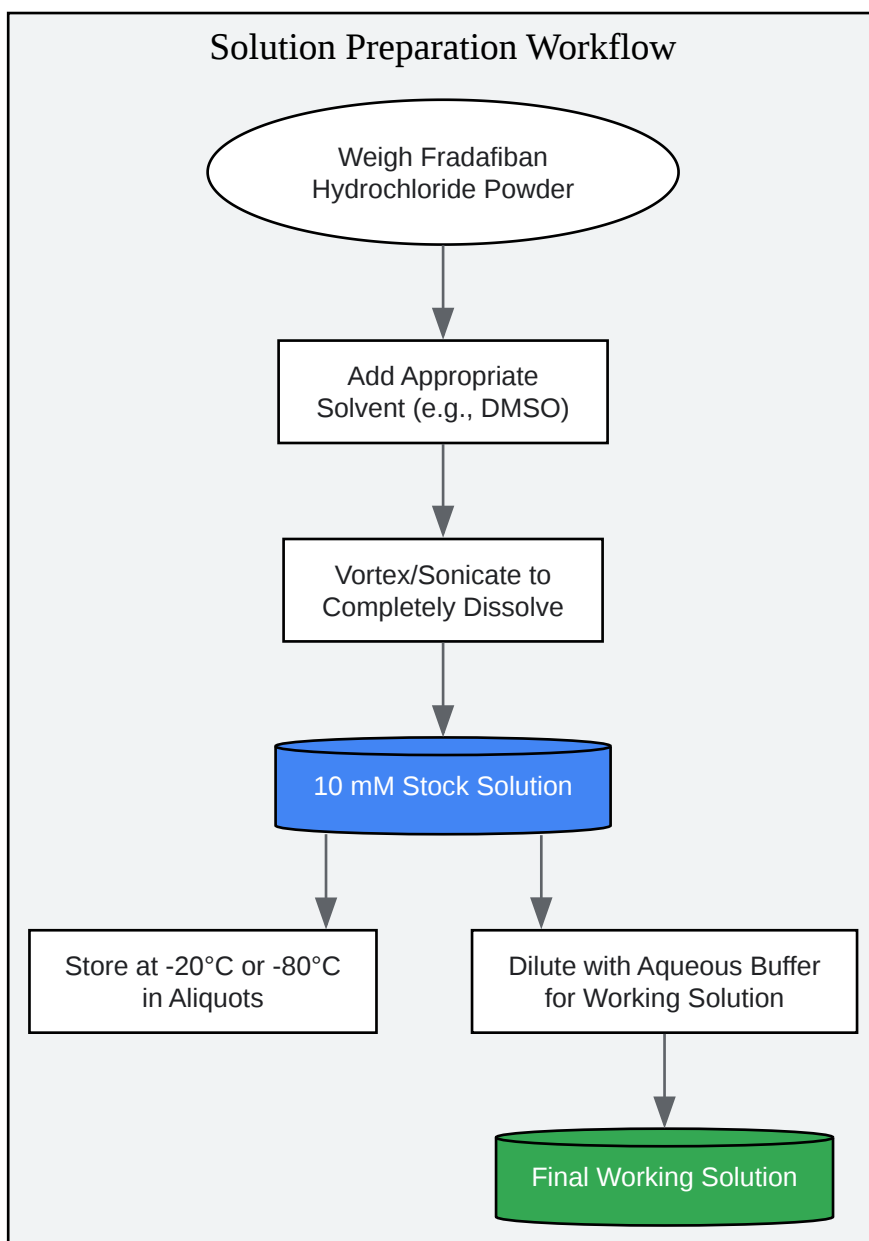 Solution Preparation Workflow
Weigh Fradafiban
Hydrochloride Powder
Add Appropriate
Solvent (e.g., DMSO)
Vortex/Sonicate to
Completely Dissolve
10 mM Stock Solution
Store at -20°C or -80°C
in Aliquots
Dilute with Aqueous Buffer
for Working Solution
Final Working Solution